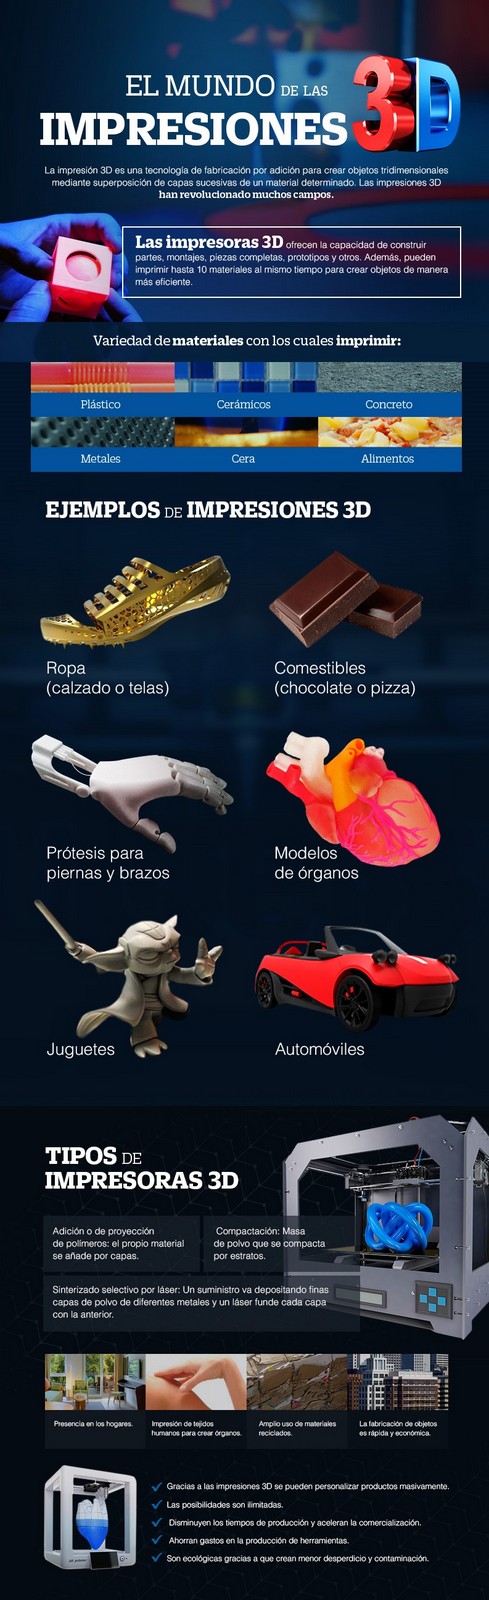 EL MUNDO DE LAS
IMPRESIONES 3D
La impresión 3D es una tecnología de fabricación por adición para crear objetos tridimensionales
mediante superposición de capas sucesivas de un material determinado. Las impresiones 3D
han revolucionado muchos campos.
Las impresoras 3D ofrecen la capacidad de construir
partes, montajes, piezas completas, prototipos y otros. Además, pueden
imprimir hasta 10 materiales al mismo tiempo para crear objetos de manera
más eficiente.
Variedad de materiales con los cuales imprimir:
Plástico
Cerámicos
Concreto
Metales
Cera
Alimentos
EJEMPLOS DE IMPRESIONES 3D
Ropa
(calzado o telas)
Comestibles
(chocolate o pizza)
Prótesis para
piernas y brazos
Modelos
de órganos
Juguetes
Automóviles
TIPOS DE
IMPRESORAS 3D
Adición o de proyección
de polímeros: el propio material
se añade por capas.
Compactación: Masa
de polvo que se compacta
por estratos.
Sinterizado selectivo por láser: Un suministro va depositando finas
capas de polvo de diferentes metales y un láser funde cada capa
con la anterior.
Presencia en los hogares.
Impresión de tejidos
humanos para crear órganos.
Amplio uso de materiales
reciclados.
La fabricación de objetos
es rápida y económica.
Gracias a las impresiones 3D se pueden personalizar productos masivamente.
Las posibilidades son ilimitadas.
Disminuyen los tiempos de producción y aceleran la comercialización.
Ahorran gastos en la producción de herramientas.
Son ecológicas gracias a que crean menor desperdicio y contaminación.